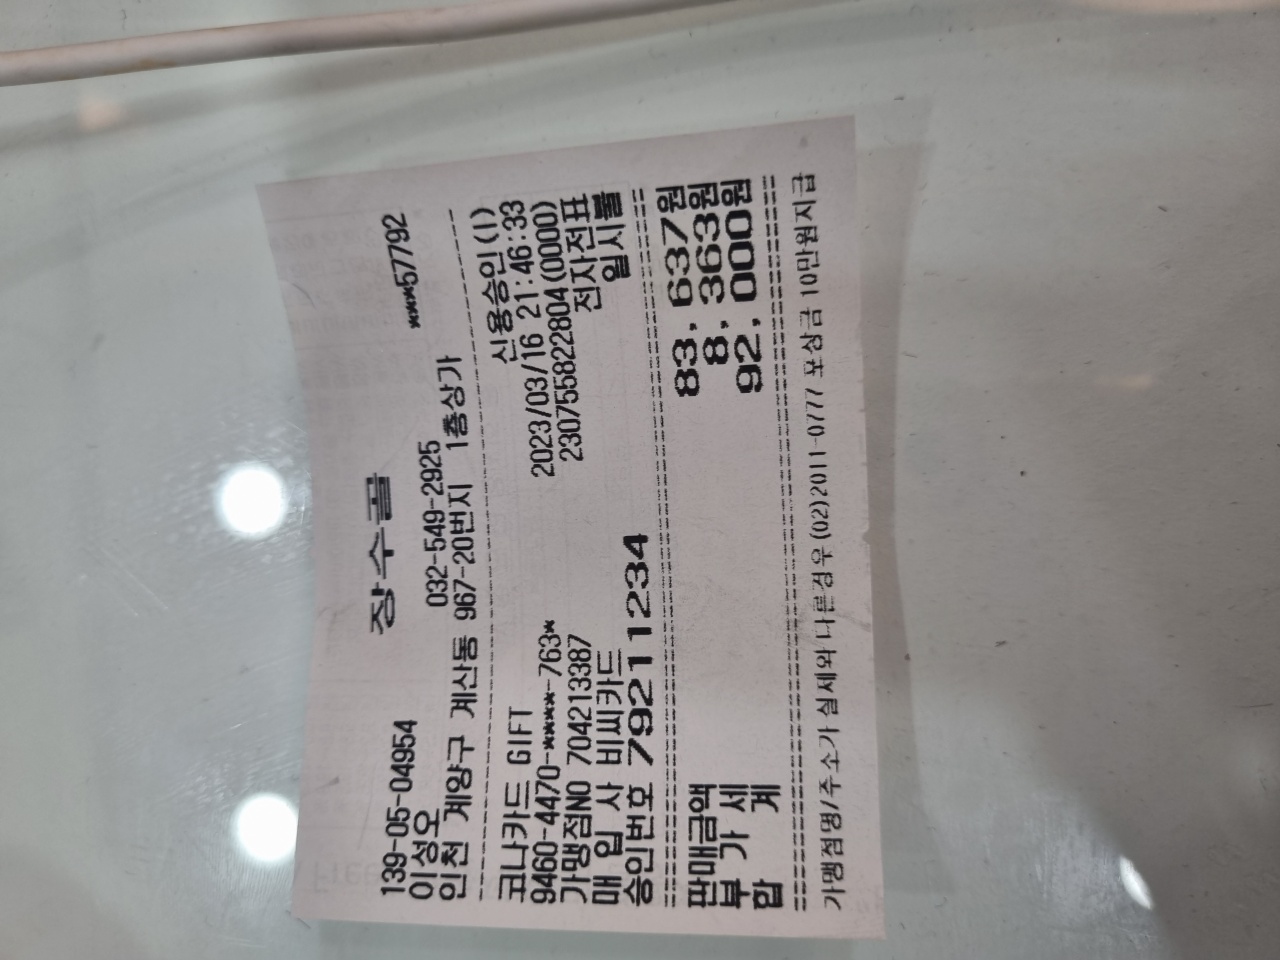 장수골
139-05-04954 ***57792
이성오 032-549-2925
인천 계양구 계산동 967-20번지 1층상가
코나카드 GIFT 신용승인(I)
9460-4470-****-763* 2023/03/16 21:46:33
가맹점NO 704213387 230755822804(0000)
매 입 사 비씨카드 전자전표
승인번호 79211234 일시불
판매금액 83,637원
부 가 세 8,363원
합 계 92,000원
가맹점명/주소가 실제와 다른경우 (02)2011-0777 포상금 10만원지급